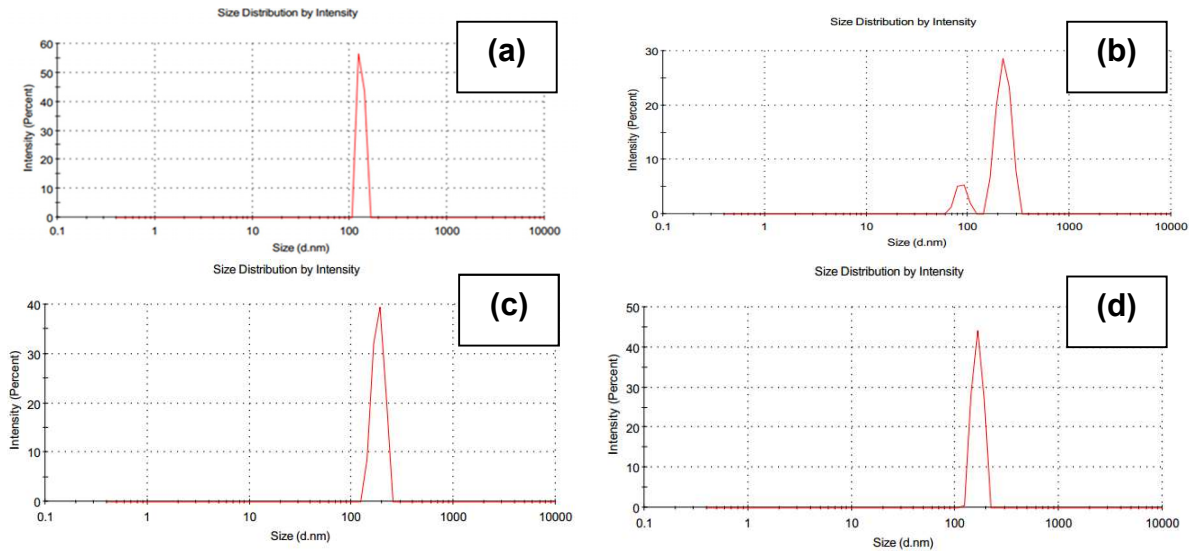 Size Distribution by Intensity
(a)
Intensity (Percent)
60
50
40
30
20
10
0
0.1 1 10 100 1000 10000
Size (d.nm)
Size Distribution by Intensity
(b)
Intensity (Percent)
30
20
10
0
0.1 1 10 100 1000 10000
Size (d.nm)
Size Distribution by Intensity
(c)
Intensity (Percent)
40
30
20
10
0
0.1 1 10 100 1000 10000
Size (d.nm)
Size Distribution by Intensity
(d)
Intensity (Percent)
50
40
30
20
10
0
0.1 1 10 100 1000 10000
Size (d.nm)